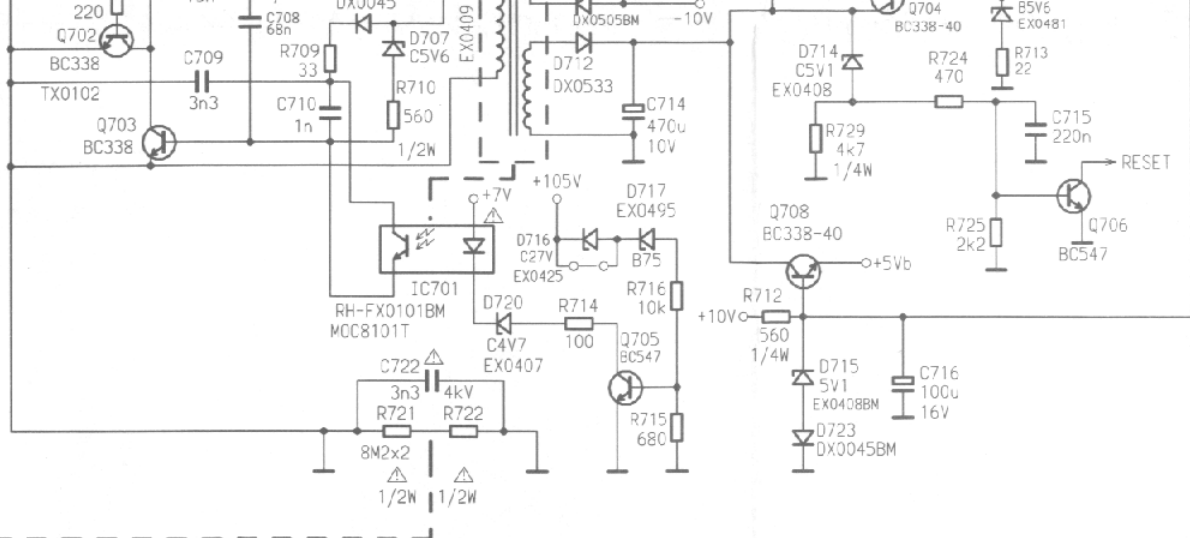 220
Q702
BC338
C708
68n
C709
3n3
TX0102
Q703
BC338
DX0045
R709
33
D707
C5V6
C710
1n
R710
560
1/2W
EX0409
DX0505BM
-10V
D712
DX0533
C714
470u
10V
Q704
BC338-40
B5V6
EX0481
D714
C5V1
EX0408
R724
470
R713
22
R729
4k7
1/4W
C715
220n
RESET
R725
2k2
Q706
BC547
+7V
+105V
D717
EX0495
D716
C27V
EX0425
B75
IC701
RH-FX0101BM
MOC8101T
D720
C4V7
EX0407
R714
100
R716
10k
Q705
BC547
R715
680
Q708
BC338-40
+5Vb
R712
+10V
560
1/4W
D715
5V1
EX0408BM
D723
DX0045BM
C716
100u
16V
C722
3n3
4kV
R721
R722
8M2x2
1/2W
1/2W